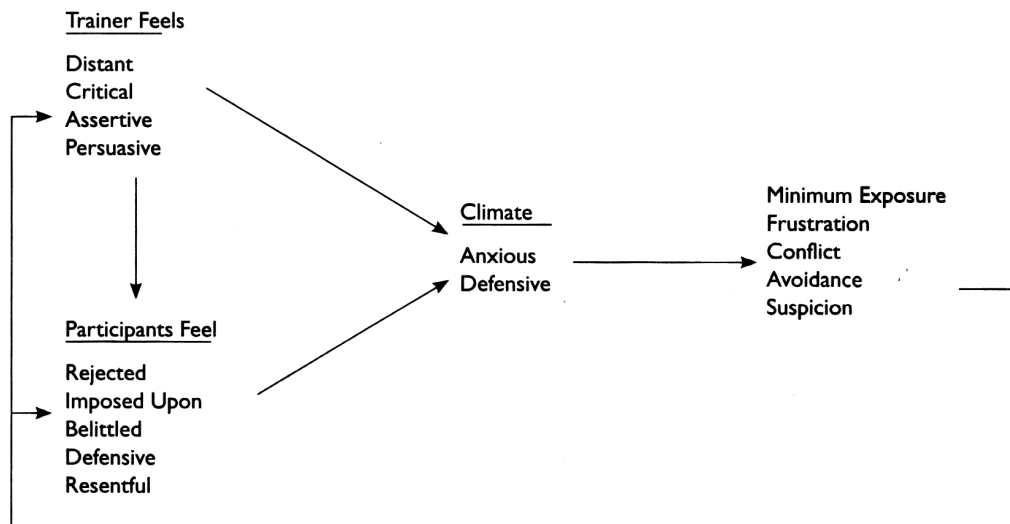 Trainer Feels
Distant
Critical
Assertive
Persuasive
Participants Feel
Rejected
Imposed Upon
Belittled
Defensive
Resentful
Climate
Anxious
Defensive
Minimum Exposure
Frustration
Conflict
Avoidance
Suspicion